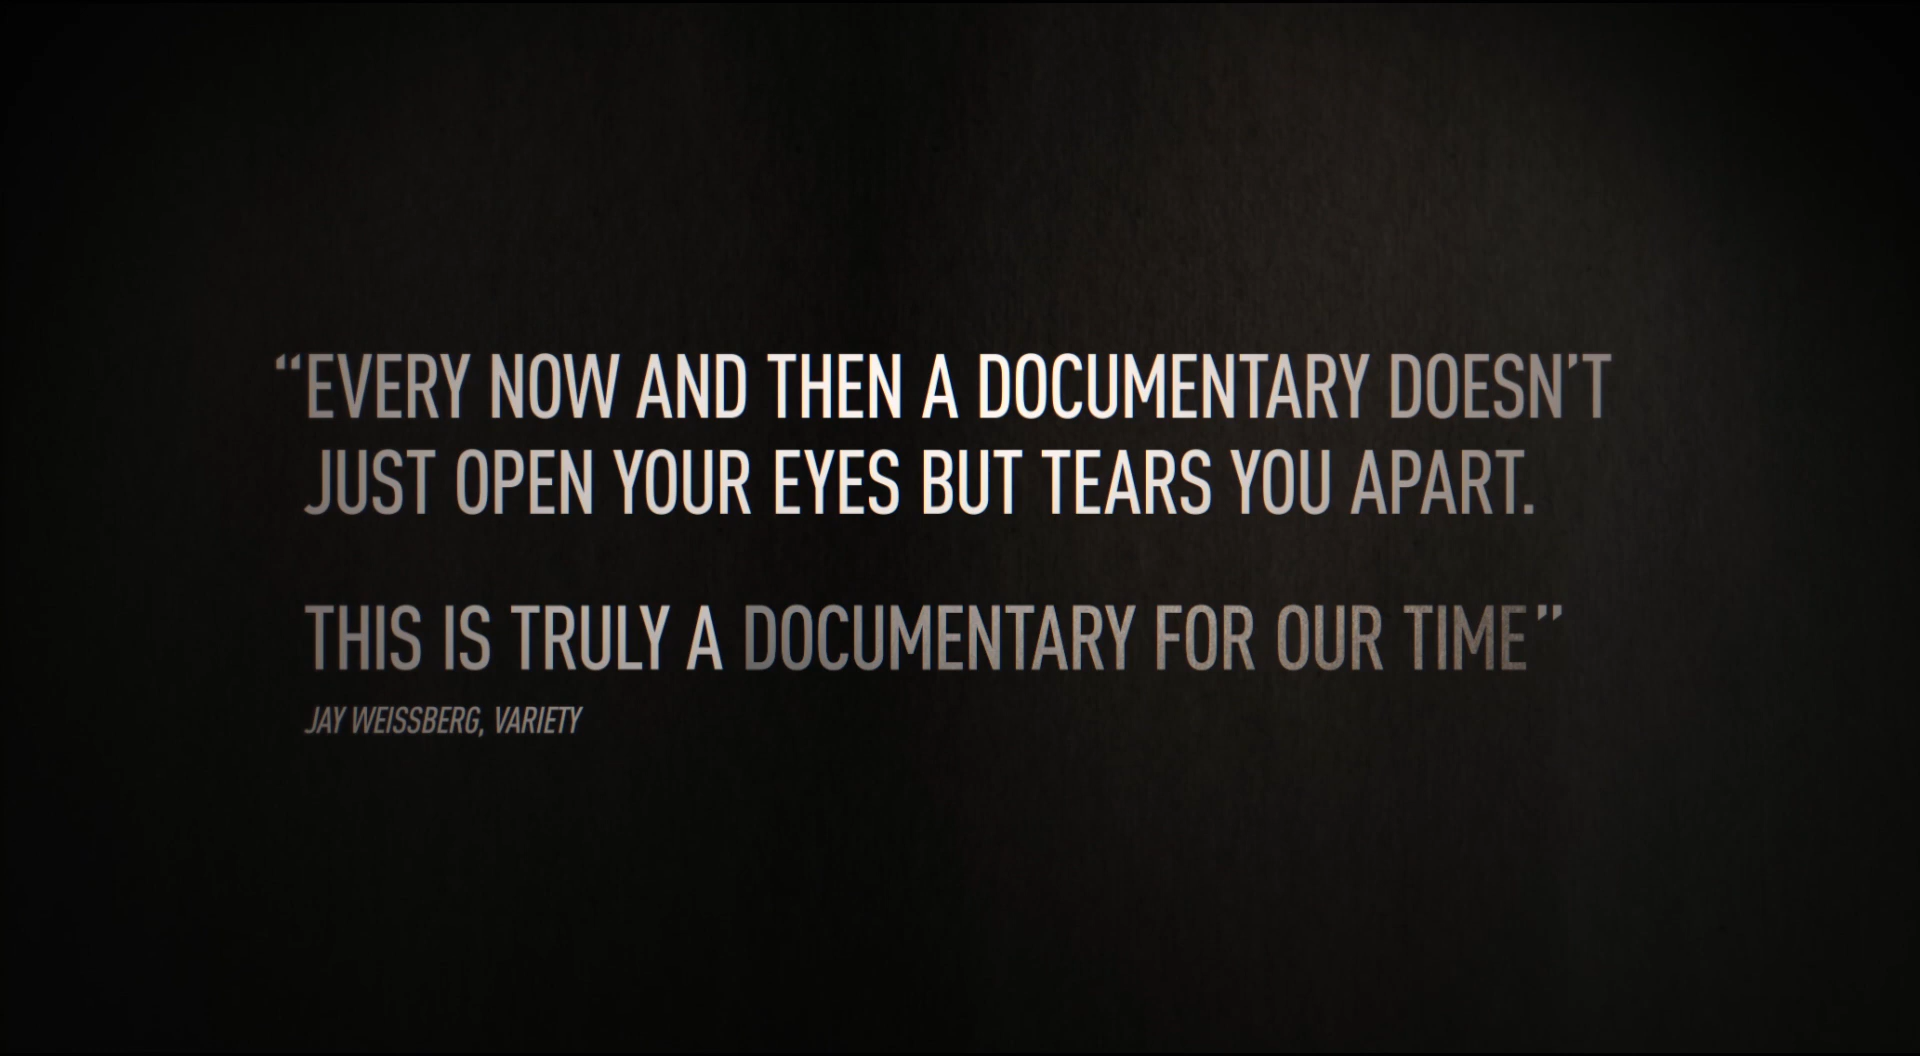 “EVERY NOW AND THEN A DOCUMENTARY DOESN’T
JUST OPEN YOUR EYES BUT TEARS YOU APART.
THIS IS TRULY A DOCUMENTARY FOR OUR TIME”
JAY WEISSBERG, VARIETY